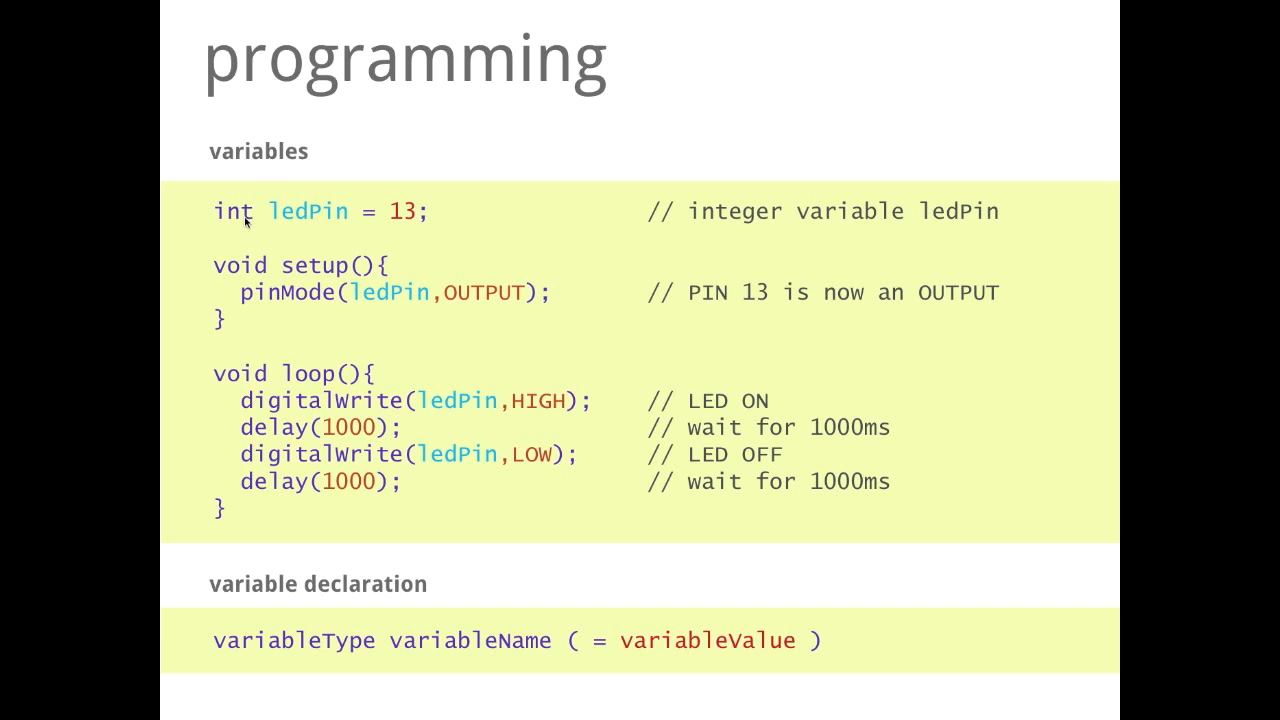 programming
variables
int ledPin = 13; // integer variable ledPin
void setup(){
pinMode(ledPin,OUTPUT); // PIN 13 is now an OUTPUT
}
void loop(){
digitalWrite(ledPin,HIGH); // LED ON
delay(1000); // wait for 1000ms
digitalWrite(ledPin,LOW); // LED OFF
delay(1000); // wait for 1000ms
}
variable declaration
variableType variableName ( = variableValue )